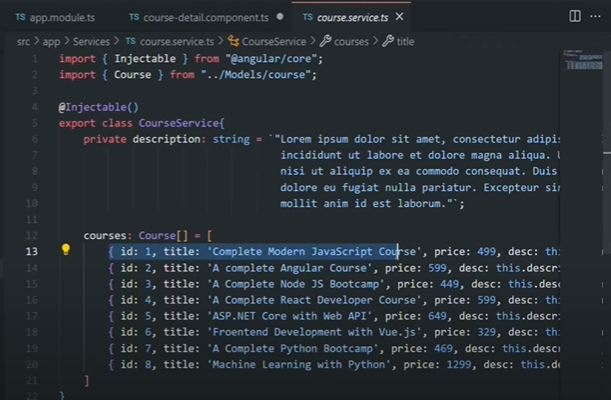 TS app.module.ts TS course-detail.component.ts TS course.service.ts
src > app > Services > TS course.service.ts > CourseService > courses > title
1 import { Injectable } from "@angular/core";
2 import { Course } from "../Models/course";
3
4 @Injectable()
5 export class CourseService{
6 private description: string = `"Lorem ipsum dolor sit amet, consectetur adipis
7 incididunt ut labore et dolore magna aliqua. U
8 nisi ut aliquip ex ea commodo consequat. Duis
9 dolore eu fugiat nulla pariatur. Excepteur sin
10 mollit anim id est laborum."`;
11
12 courses: Course[] = [
13 { id: 1, title: 'Complete Modern JavaScript Course', price: 499, desc: th
14 { id: 2, title: 'A complete Angular Course', price: 599, desc: this.descri
15 { id: 3, title: 'A Complete Node JS Bootcamp', price: 449, desc: this.de
16 { id: 4, title: 'A Complete React Developer Course', price: 599, desc: th
17 { id: 5, title: 'ASP.NET Core with Web API', price: 649, desc: this.descri
18 { id: 6, title: 'Froentend Development with Vue.js', price: 329, desc: th
19 { id: 7, title: 'A Complete Python Bootcamp', price: 469, desc: this.desc
20 { id: 8, title: 'Machine Learning with Python', price: 1299, desc: this.d
21 ]
22 }